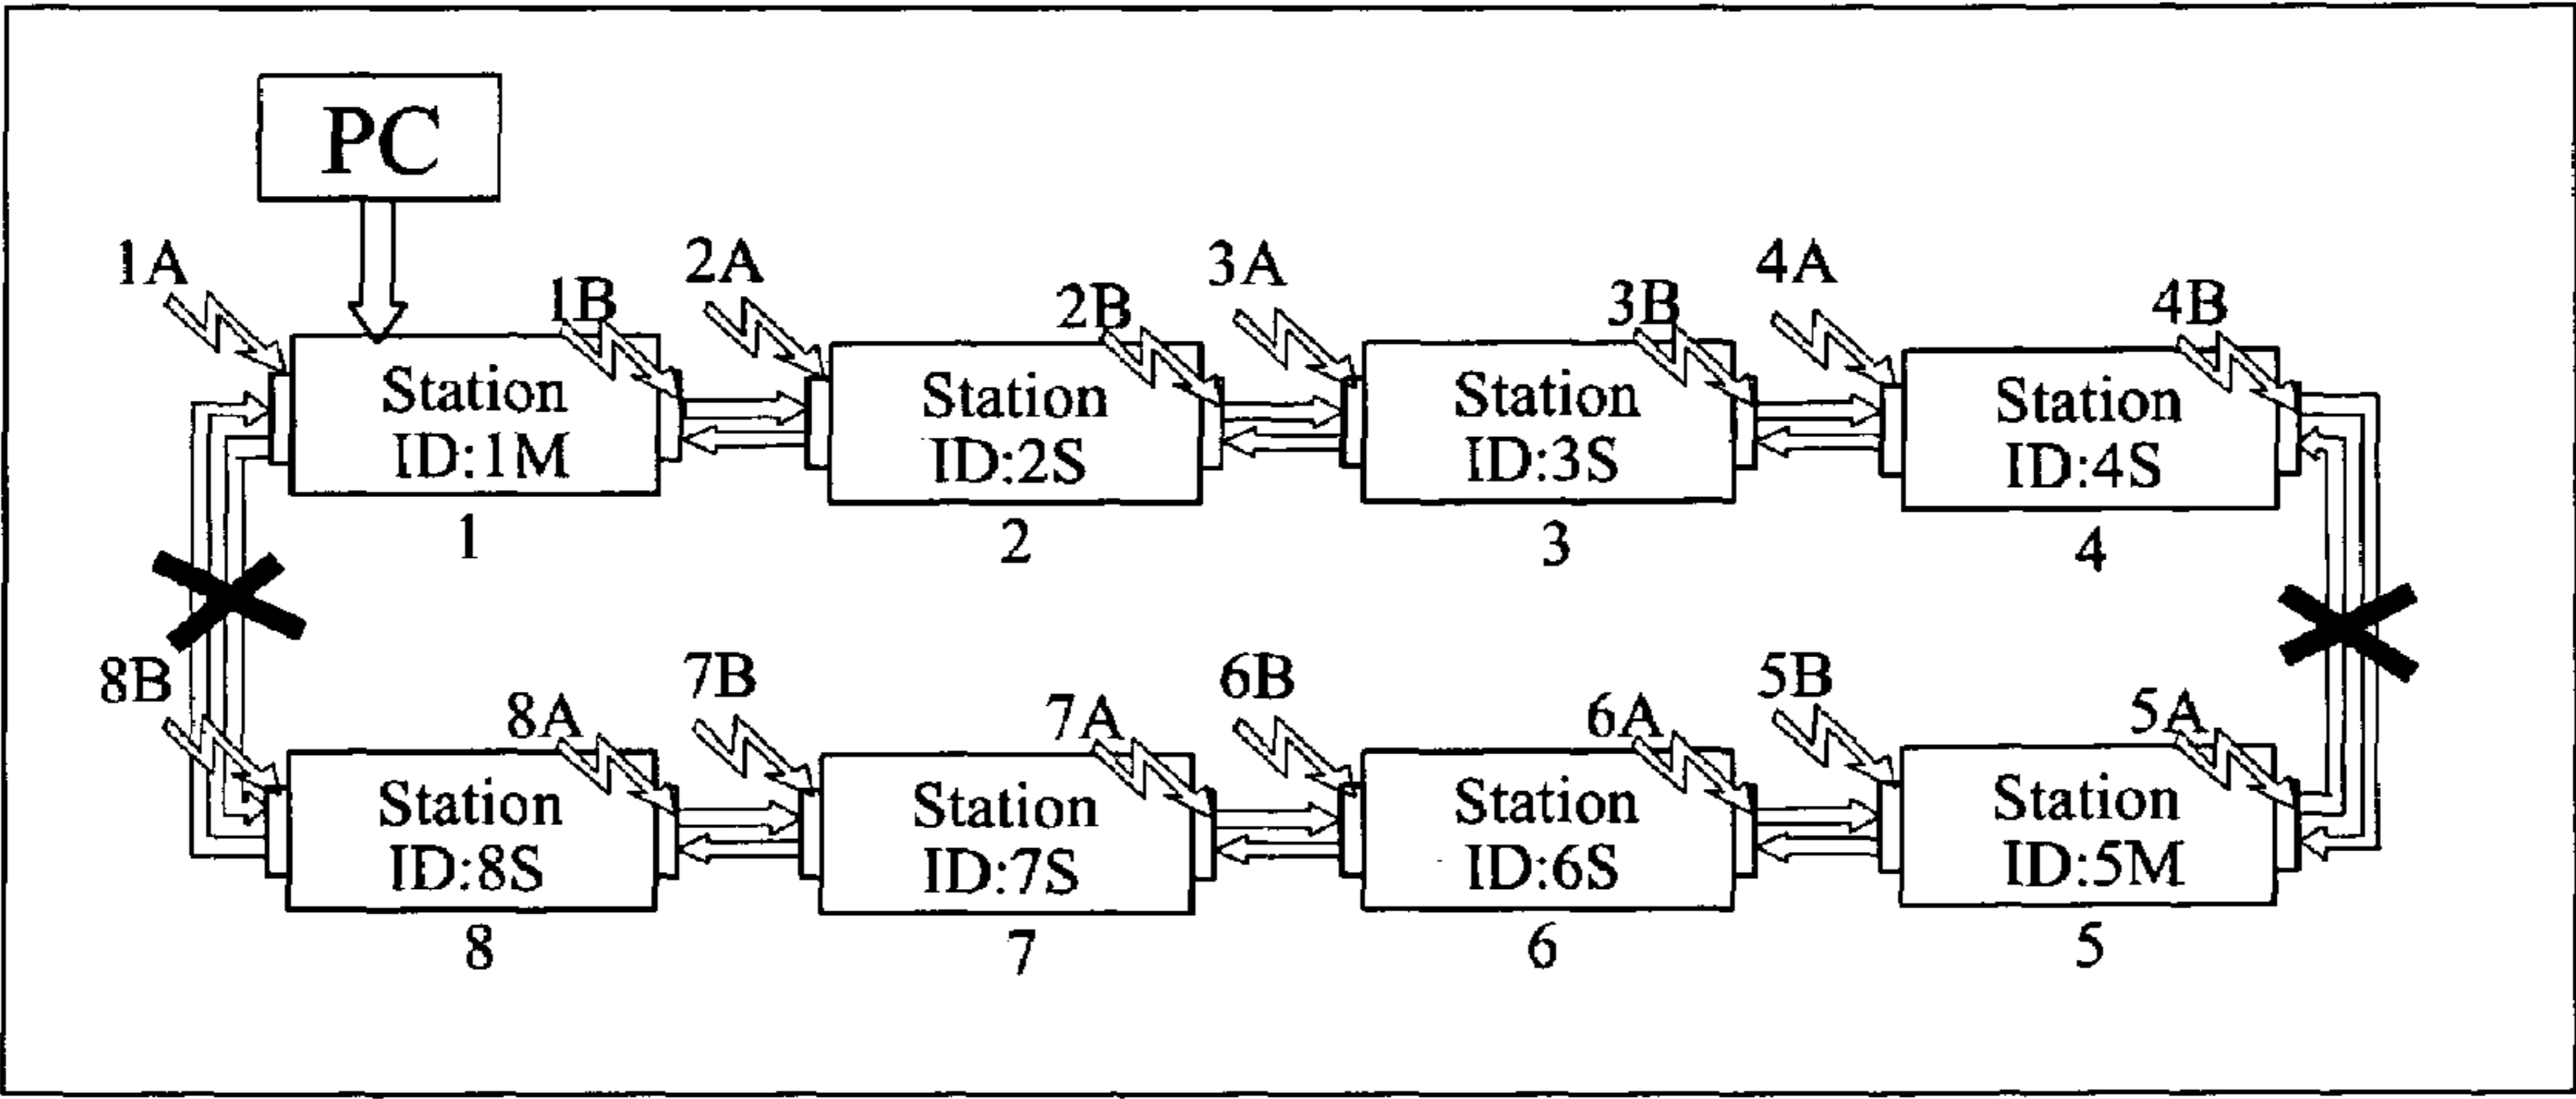 PC
1A
1B
2A
2B
3A
3B
4A
4B
Station
ID:1M
Station
ID:2S
Station
ID:3S
Station
ID:4S
1
2
3
4
8B
8A
7B
7A
6B
6A
5B
5A
Station
ID:8S
Station
ID:7S
Station
ID:6S
Station
ID:5M
8
7
6
5